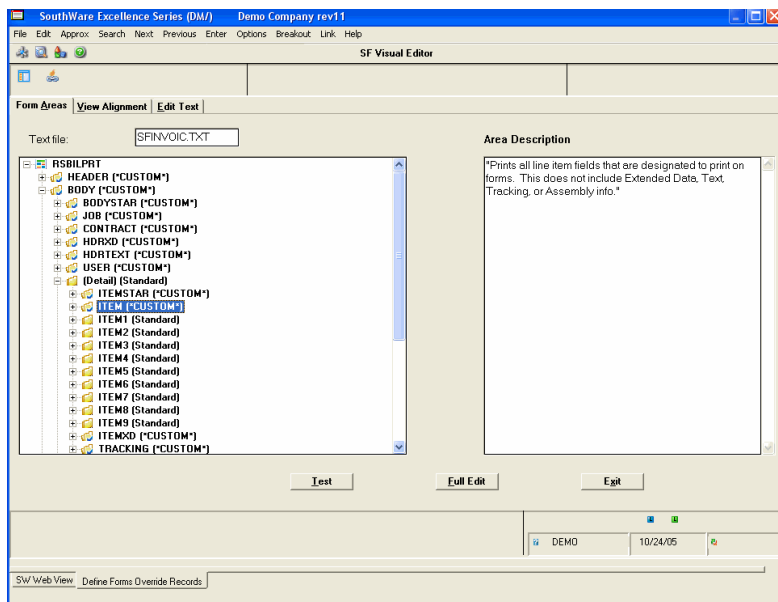 SouthWare Excellence Series (DM/) Demo Company rev11
File Edit Approx Search Next Previous Enter Options Breakout Link Help
SF Visual Editor
Form Areas View Alignment Edit Text
Text file: SFINVOIC.TXT
Area Description
RSBILPRT
HEADER (*CUSTOM*)
BODY (*CUSTOM*)
BODYSTAR (*CUSTOM*)
JOB (*CUSTOM*)
CONTRACT (*CUSTOM*)
HDRXD (*CUSTOM*)
HDRTEXT (*CUSTOM*)
USER (*CUSTOM*)
(Detail) (Standard)
ITEMSTAR (*CUSTOM*)
ITEM (*CUSTOM*)
ITEM1 (Standard)
ITEM2 (Standard)
ITEM3 (Standard)
ITEM4 (Standard)
ITEM5 (Standard)
ITEM6 (Standard)
ITEM7 (Standard)
ITEM8 (Standard)
ITEM9 (Standard)
ITEMXD (*CUSTOM*)
TRACKING (*CUSTOM*)
"Prints all line item fields that are designated to print on
forms. This does not include Extended Data, Text,
Tracking, or Assembly info."
Test Full Edit Exit
DEMO 10/24/05
SW Web View Define Forms Override Records